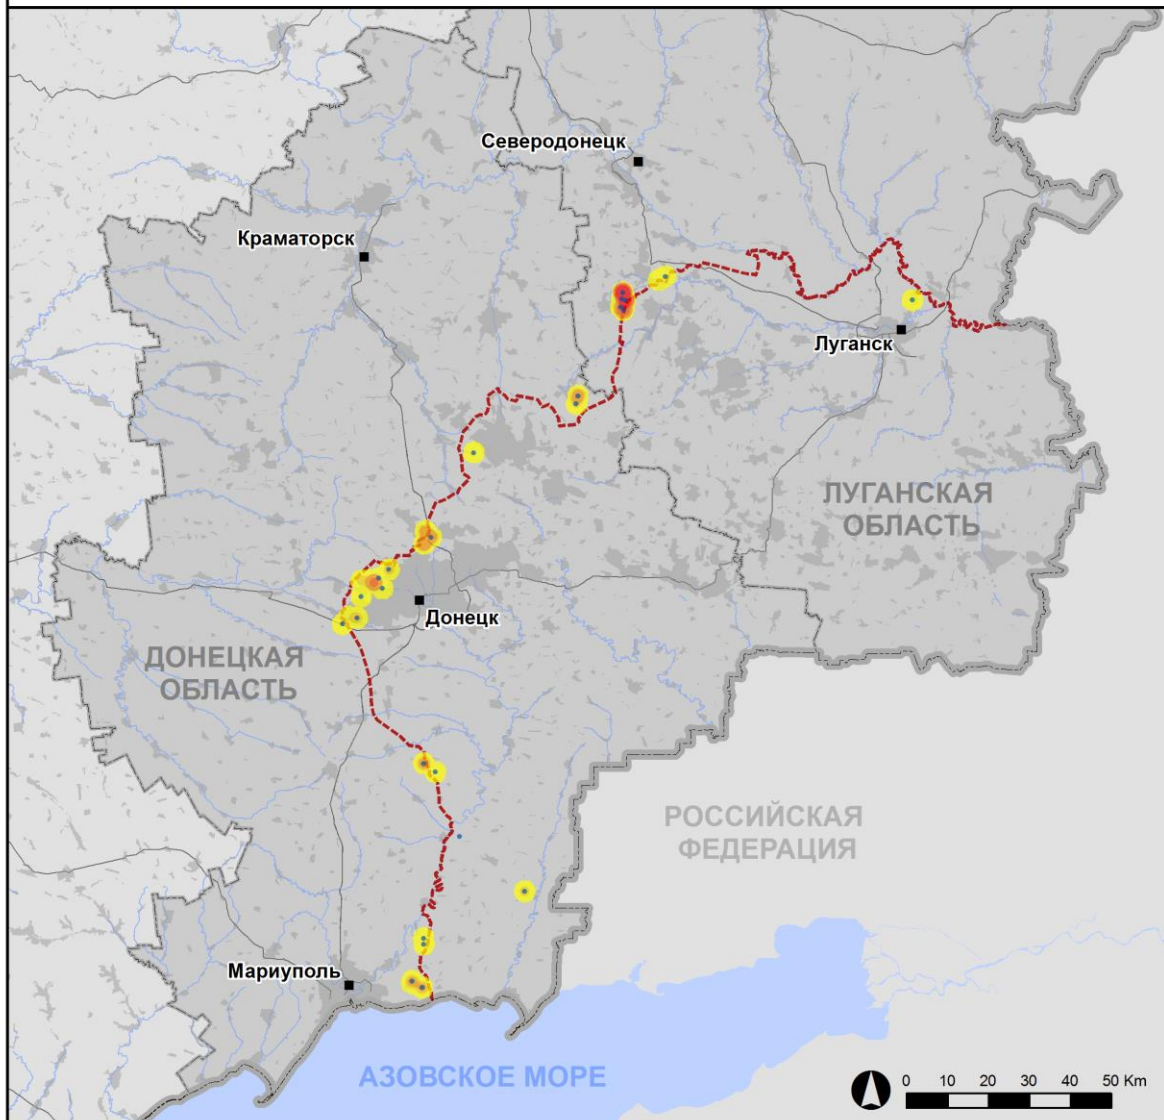 Северодонецк
Краматорск
Луганск
ЛУГАНСКАЯ
ОБЛАСТЬ
Донецк
ДОНЕЦКАЯ
ОБЛАСТЬ
РОССИЙСКАЯ
ФЕДЕРАЦИЯ
Мариуполь
АЗОВСКОЕ МОРЕ
0 10 20 30 40 50 Km